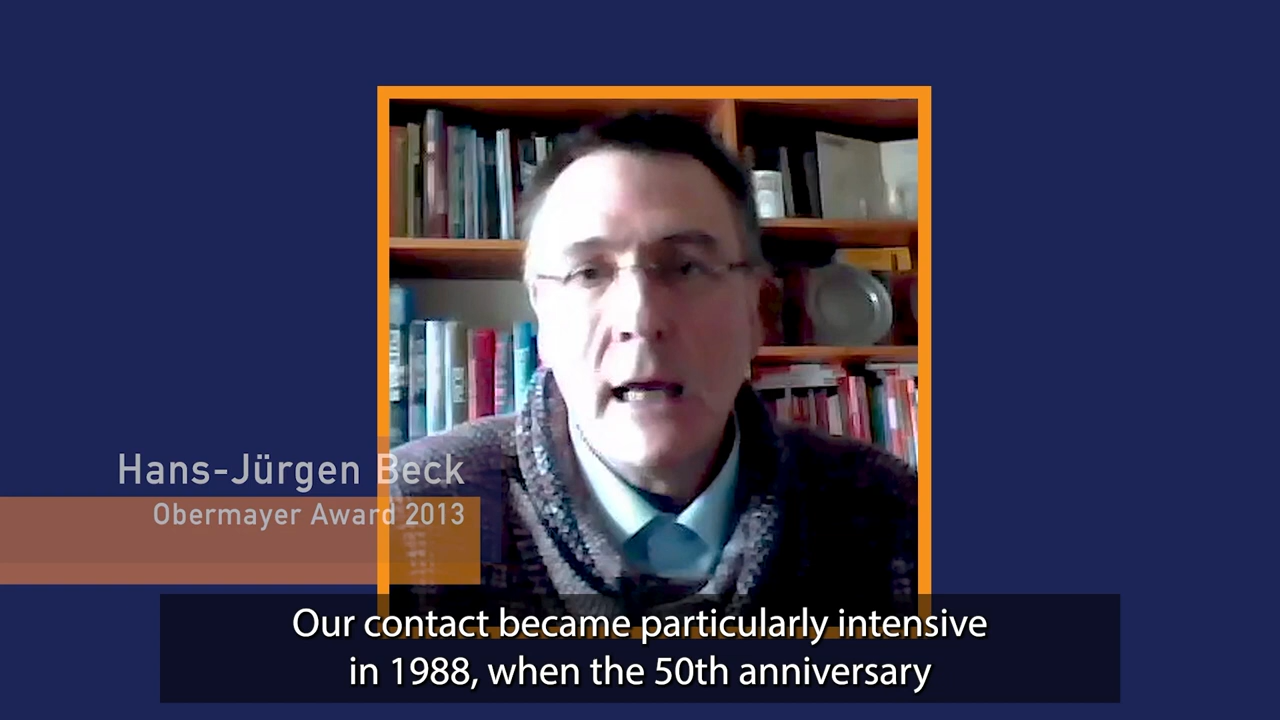 Hans-Jürgen Beck
Obermayer Award 2013
Our contact became particularly intensive
in 1988, when the 50th anniversary